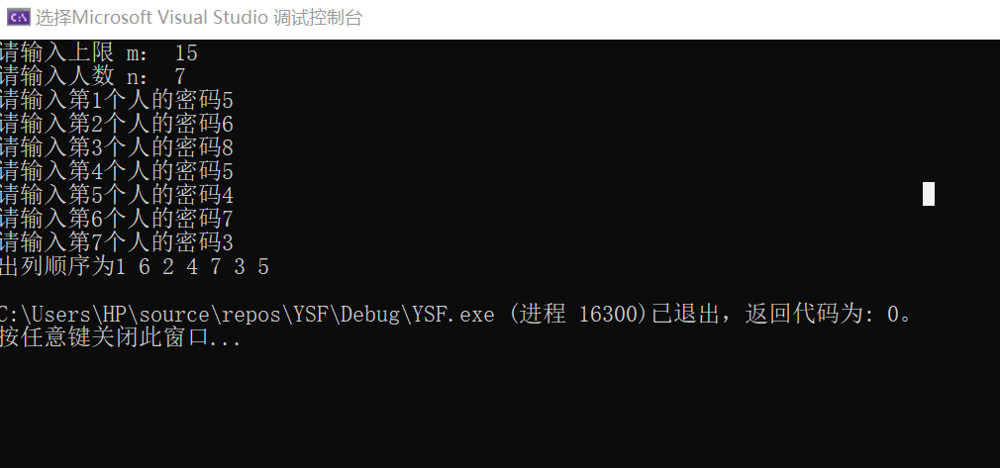 选择Microsoft Visual Studio 调试控制台
请输入上限 m： 15
请输入人数 n： 7
请输入第1个人的密码5
请输入第2个人的密码6
请输入第3个人的密码8
请输入第4个人的密码5
请输入第5个人的密码4
请输入第6个人的密码7
请输入第7个人的密码3
出列顺序为1 6 2 4 7 3 5
C:\Users\HP\source\repos\YSF\Debug\YSF.exe (进程 16300)已退出，返回代码为: 0。
按任意键关闭此窗口...